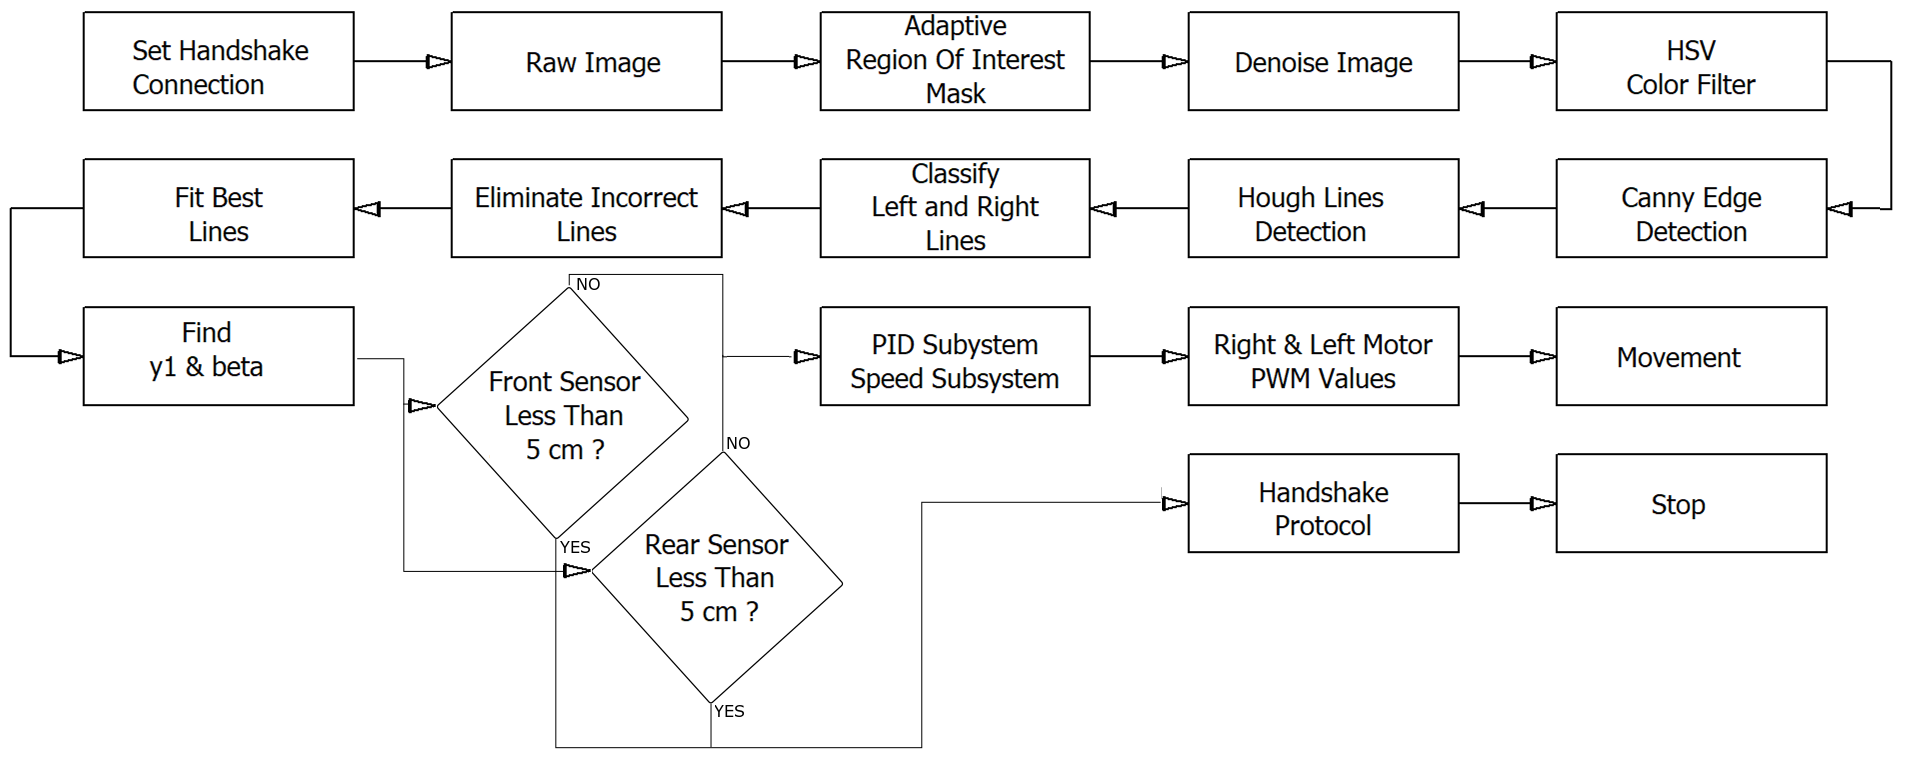 Set Handshake
Connection
Raw Image
Adaptive
Region Of Interest
Mask
Denoise Image
HSV
Color Filter
Fit Best
Lines
Eliminate Incorrect
Lines
Classify
Left and Right
Lines
Hough Lines
Detection
Canny Edge
Detection
Find
y1 & beta
NO
Front Sensor
Less Than
5 cm ?
YES
PID Subystem
Speed Subsystem
Right & Left Motor
PWM Values
Movement
NO
Rear Sensor
Less Than
5 cm ?
YES
Handshake
Protocol
Stop